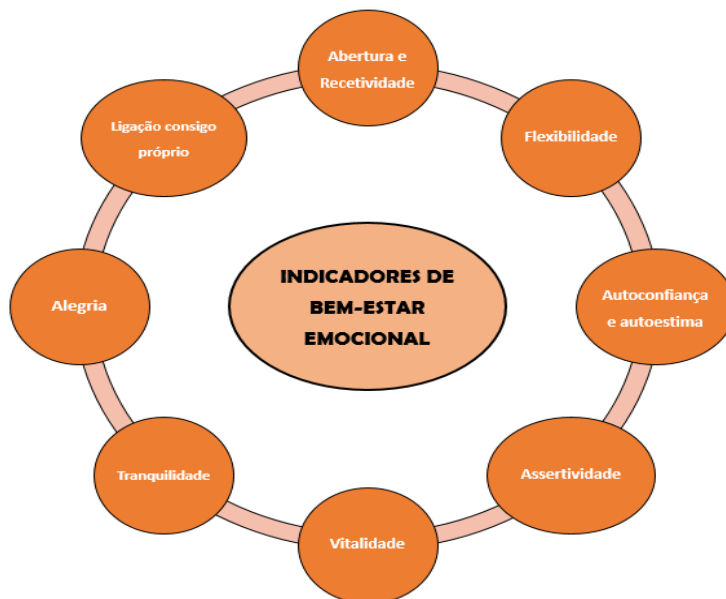 Abertura e
Recetividade
Flexibilidade
Autoconfiança
e autoestima
Assertividade
Vitalidade
Tranquilidade
Alegria
Ligação consigo
próprio
INDICADORES DE
BEM-ESTAR
EMOCIONAL